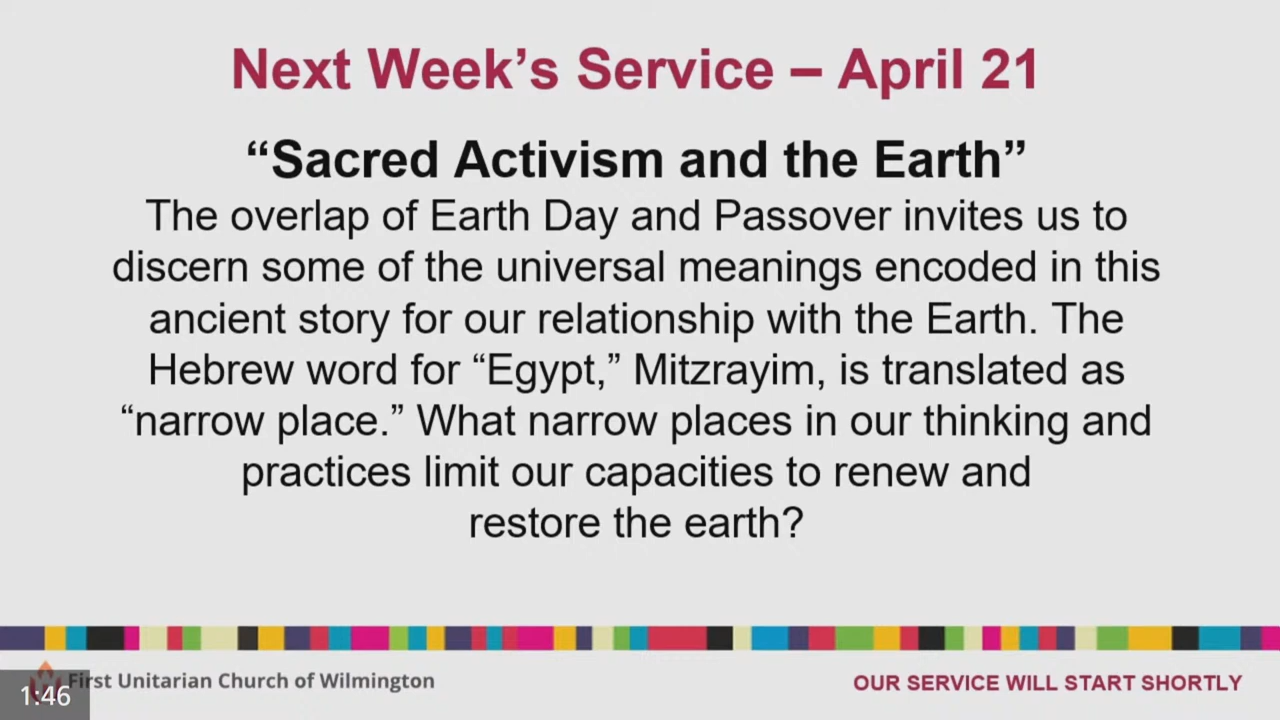 Next Week’s Service – April 21
“Sacred Activism and the Earth”
The overlap of Earth Day and Passover invites us to
discern some of the universal meanings encoded in this
ancient story for our relationship with the Earth. The
Hebrew word for “Egypt,” Mitzrayim, is translated as
“narrow place.” What narrow places in our thinking and
practices limit our capacities to renew and
restore the earth?
First Unitarian Church of Wilmington
OUR SERVICE WILL START SHORTLY
1:46